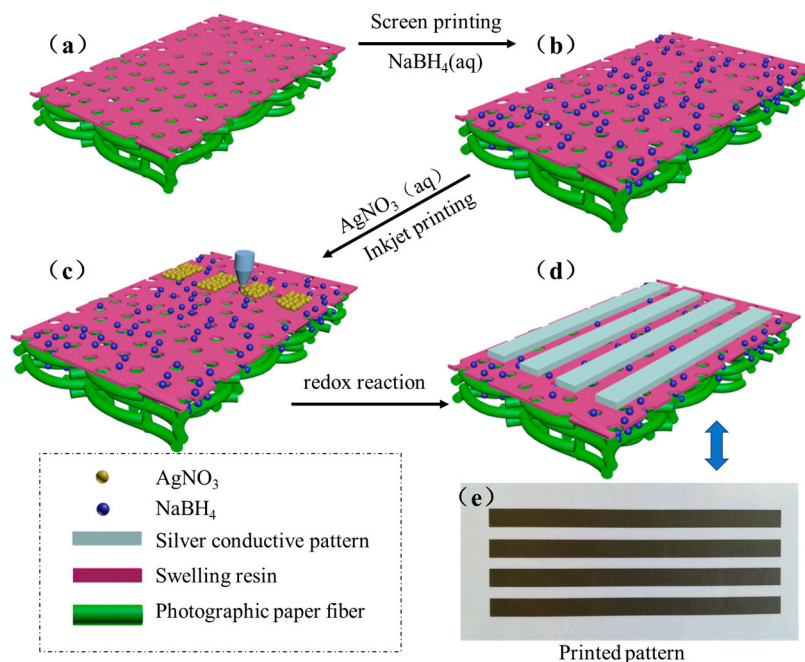 (a)
Screen printing
NaBH₄(aq)
(b)
AgNO₃(aq)
Inkjet printing
(c)
(d)
redox reaction
(e)
AgNO₃
NaBH₄
Silver conductive pattern
Swelling resin
Photographic paper fiber
Printed pattern